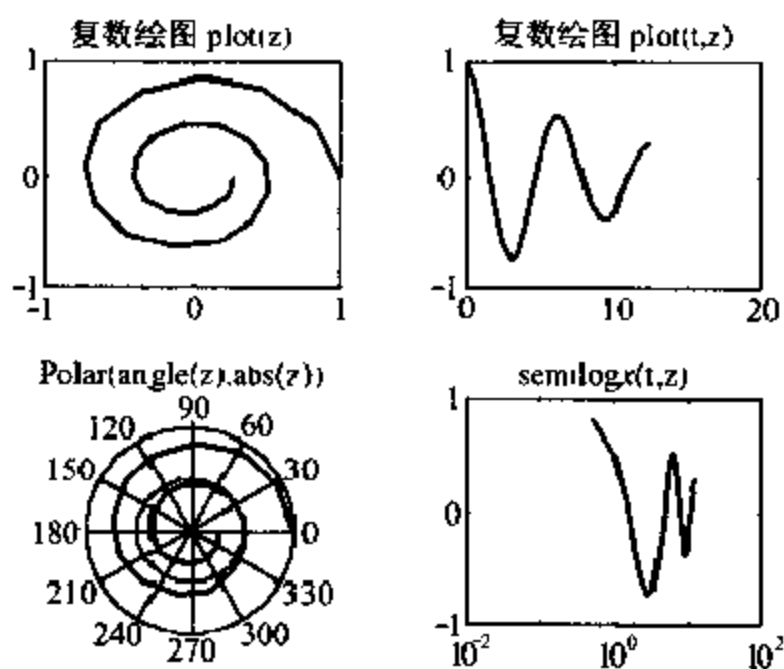 复数绘图 plot(z)
1
0
-1
-1 0 1
复数绘图 plot(t,z)
1
0
-1
0 10 20
Polar(angle(z).abs(z))
90
120 60
150 30
180 0
210 330
240 300
270
semilogx(t,z)
1
0
-1
10^-2 10^0 10^2